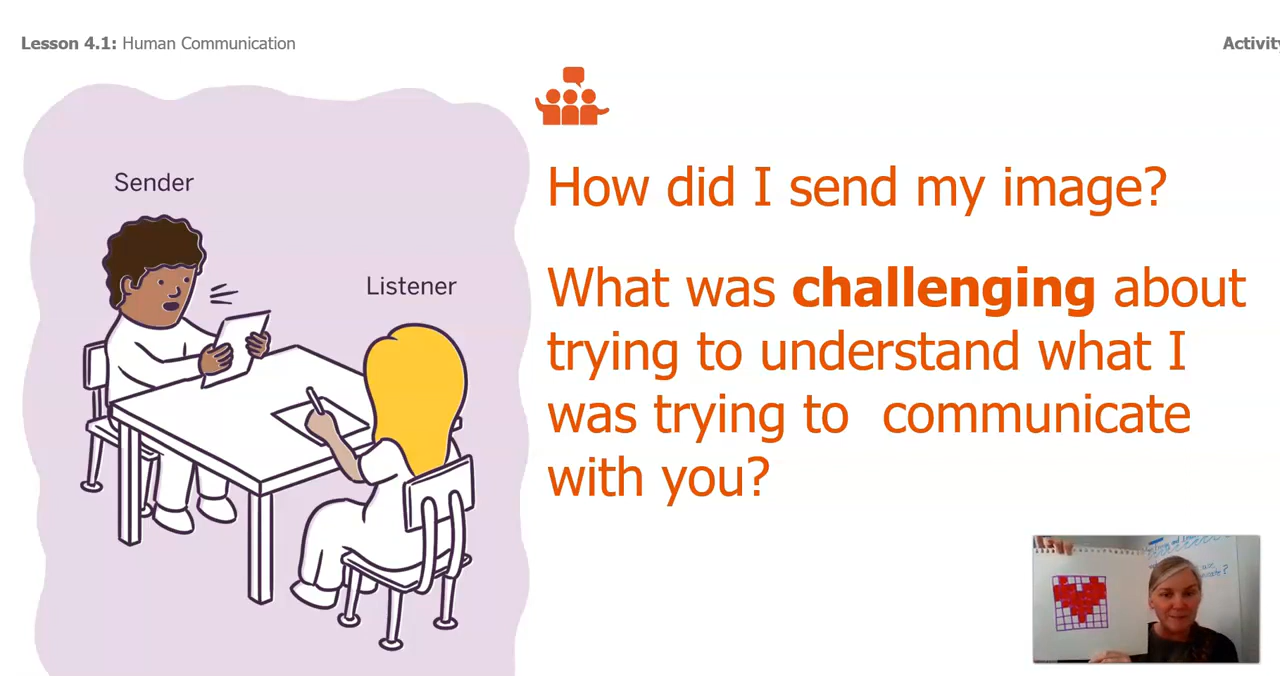 Lesson 4.1: Human Communication
Activity
Sender
Listener
How did I send my image?
What was challenging about
trying to understand what I
was trying to  communicate
with you?